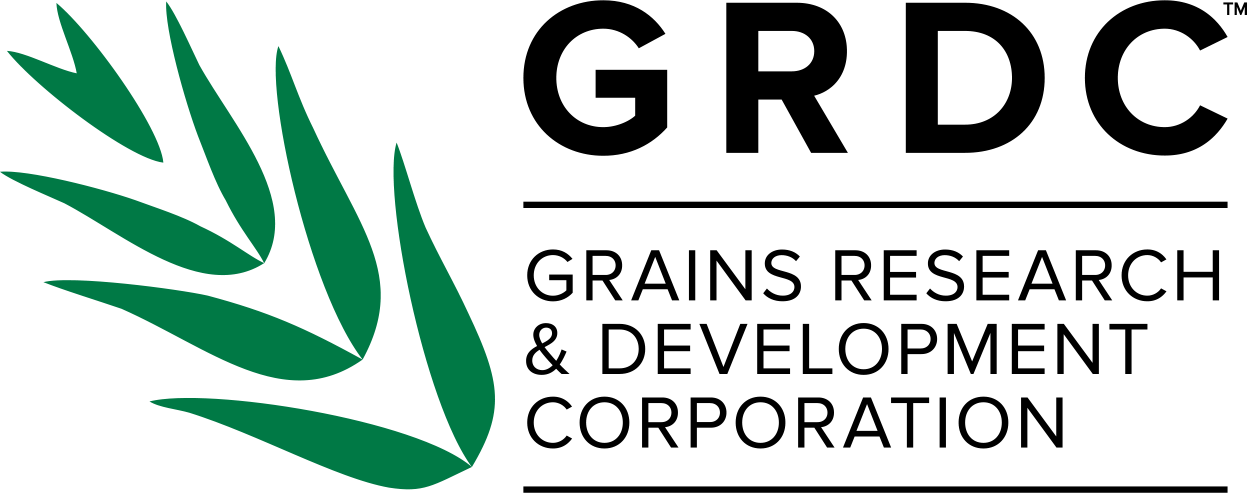 GRDC™
GRAINS RESEARCH
& DEVELOPMENT
CORPORATION